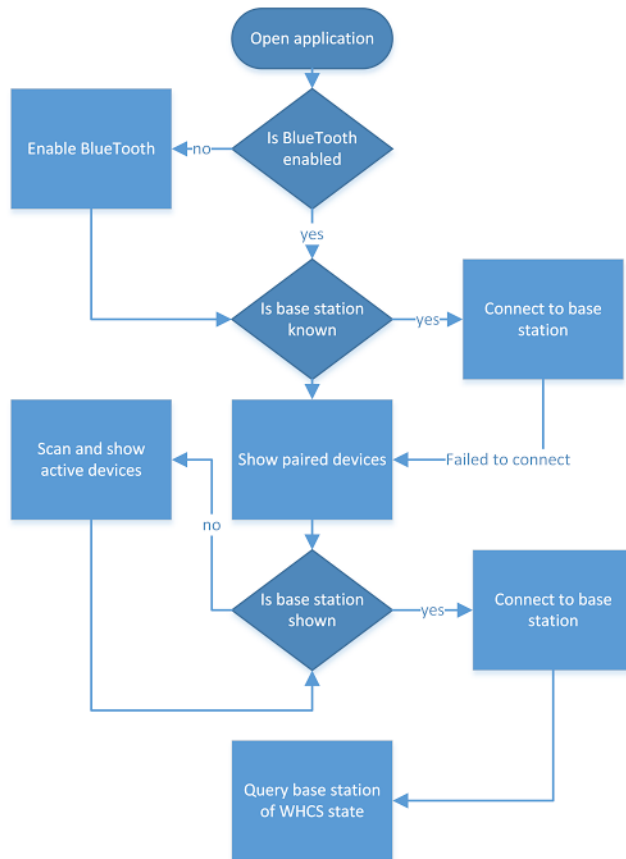 Open application
Is BlueTooth
enabled
no
Enable BlueTooth
yes
Is base station
known
yes
Connect to base
station
Scan and show
active devices
Show paired devices
Failed to connect
no
Is base station
shown
yes
Connect to base
station
Query base station
of WHCS state